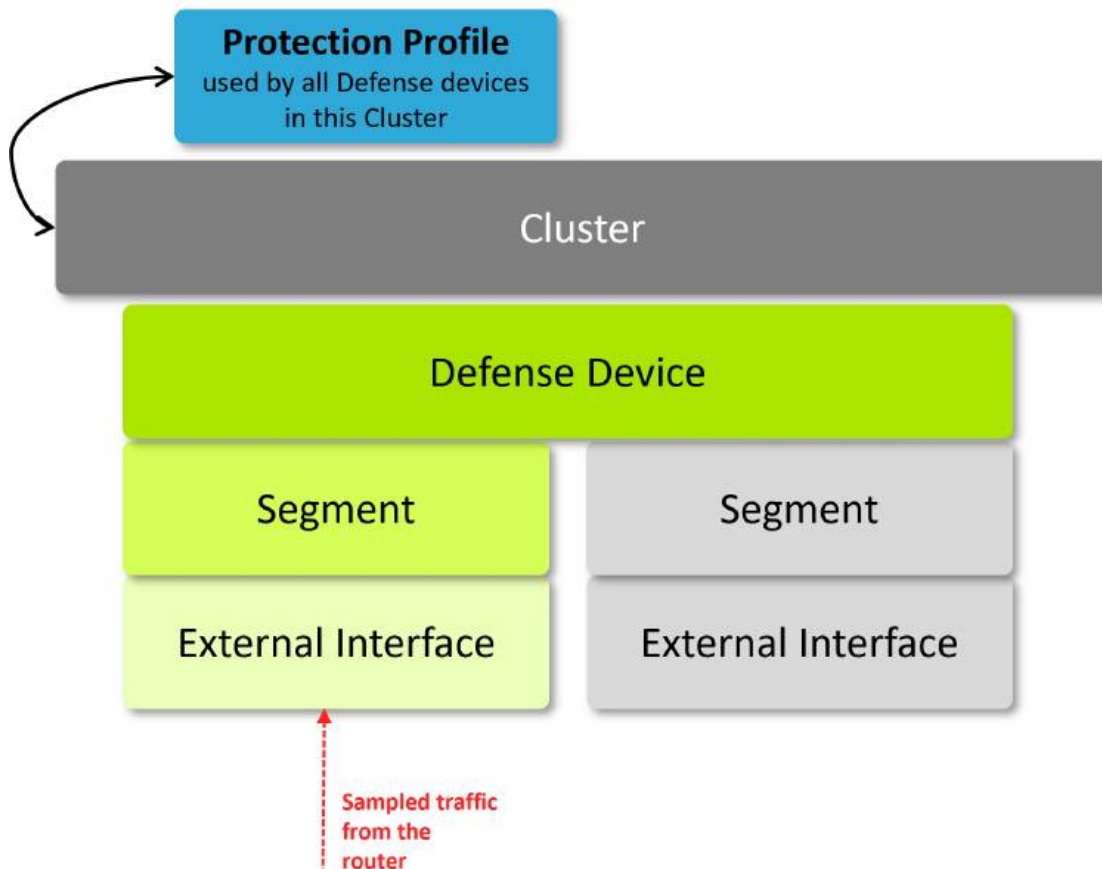 Protection Profile
used by all Defense devices
in this Cluster
Cluster
Defense Device
Segment
Segment
External Interface
External Interface
Sampled traffic
from the
router